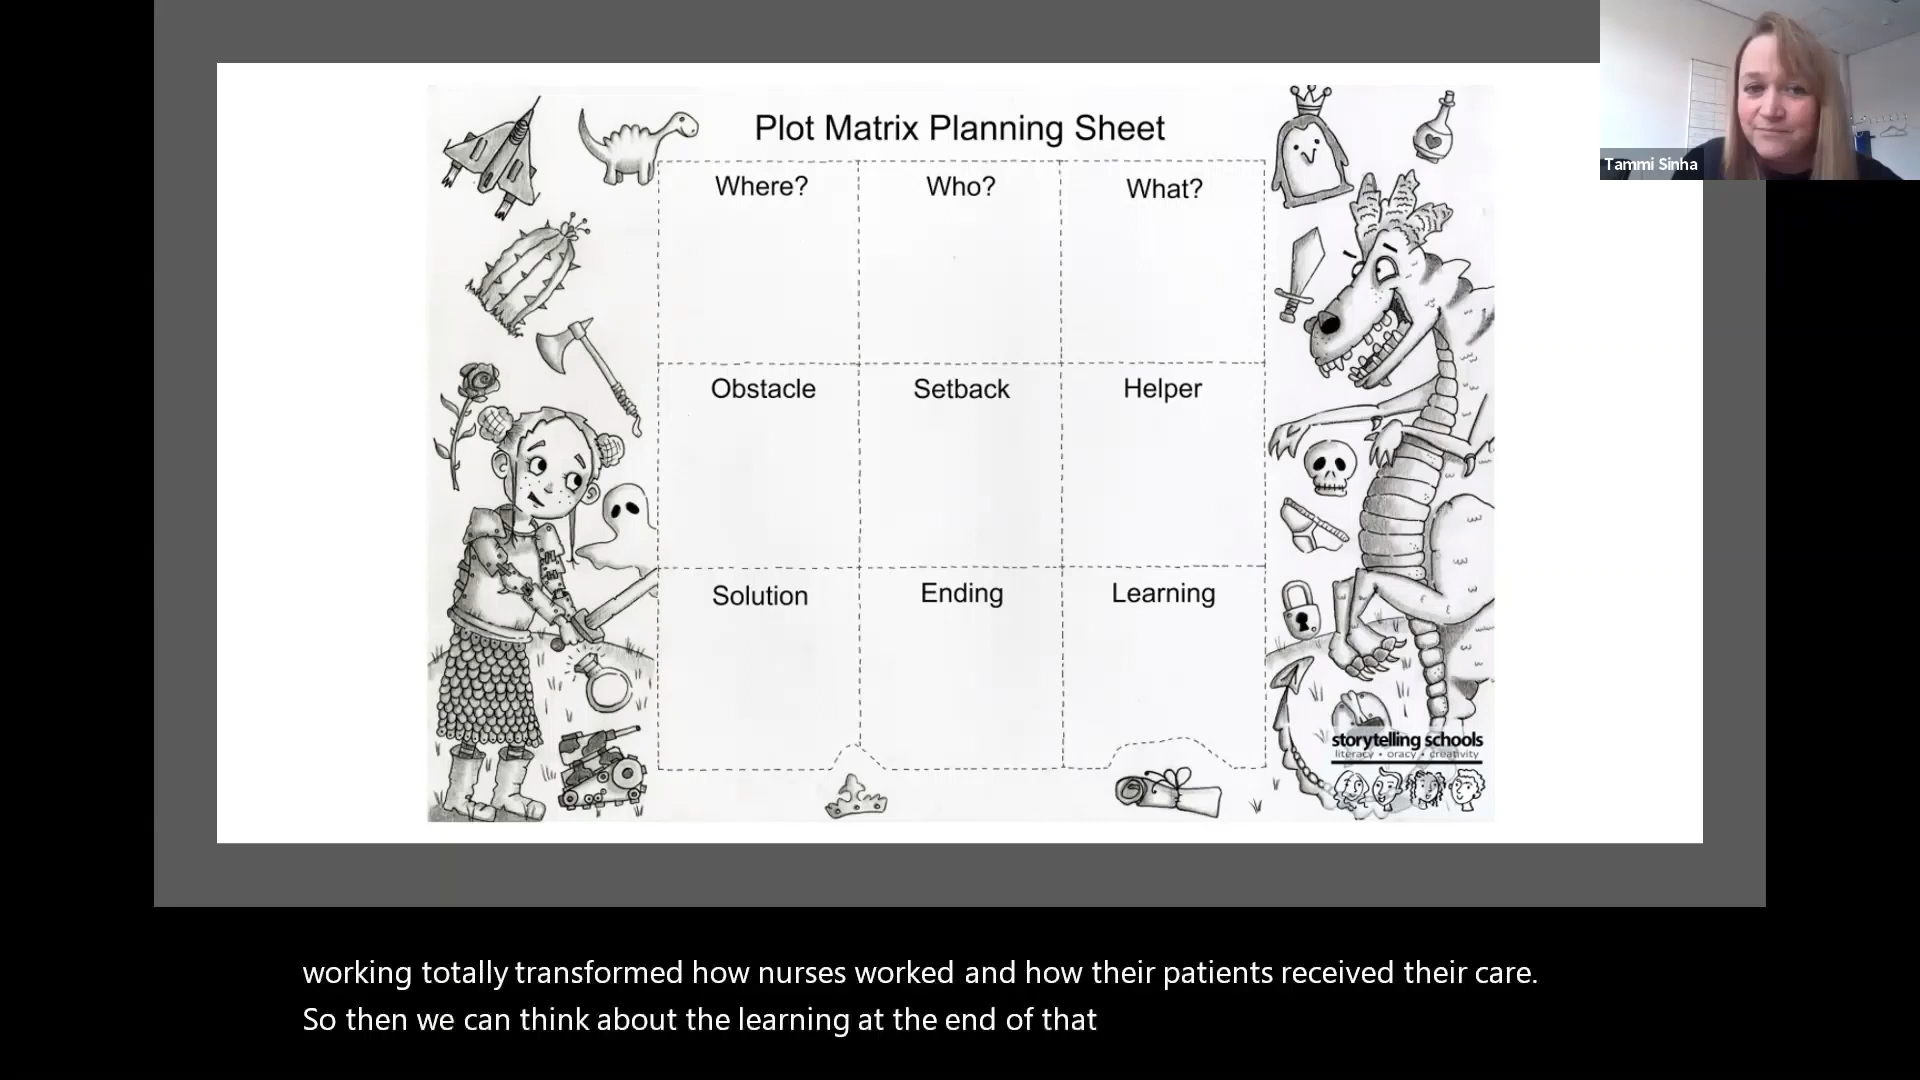 Plot Matrix Planning Sheet
Where?
Who?
What?
Obstacle
Setback
Helper
Solution
Ending
Learning
storytelling schools
literacy • oracy • creativity
Tammi Sinha
working totally transformed how nurses worked and how their patients received their care.
So then we can think about the learning at the end of that